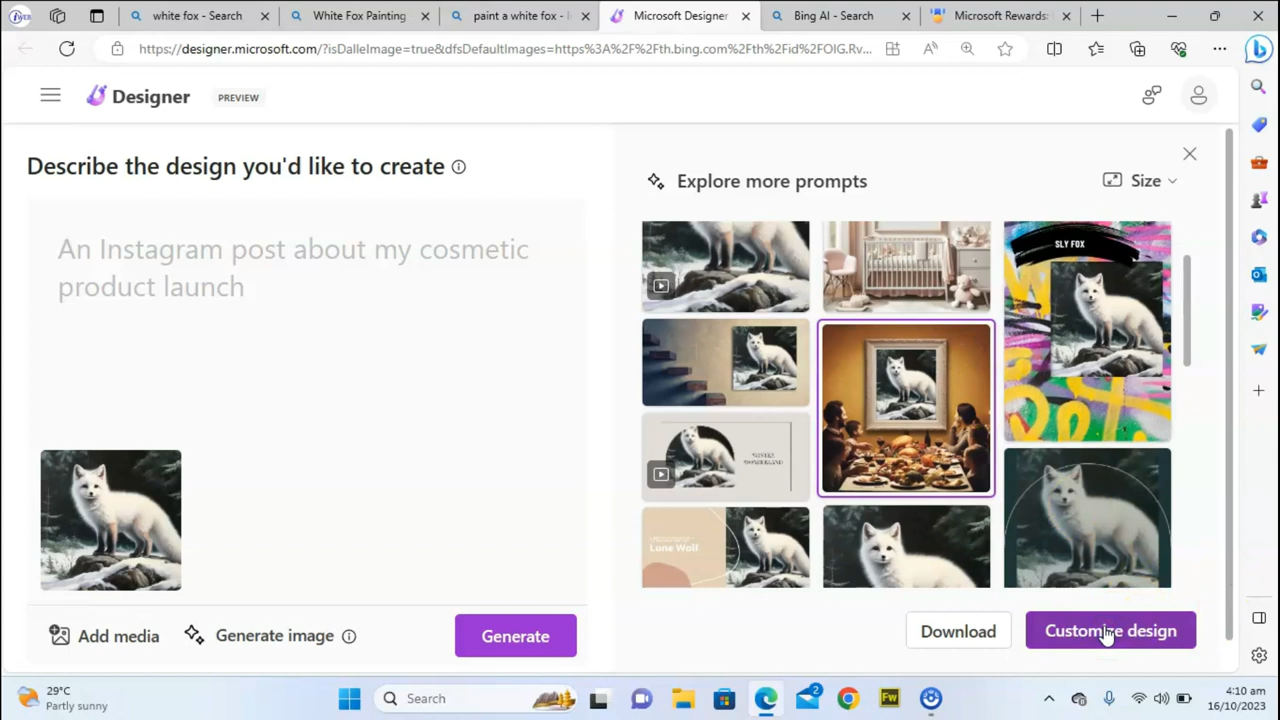 white fox - Search
White Fox Painting
paint a white fox - li
Microsoft Designer
Bing AI - Search
Microsoft Rewards:
https://designer.microsoft.com/?isDalleImage=true&dfsDefaultImages=https%3A%2F%2Fth.bing.com%2Fth%2Fid%2FOIG.Rv...
Designer
PREVIEW
Describe the design you'd like to create
Explore more prompts
Size
An Instagram post about my cosmetic
product launch
SLY FOX
Lone Wolf
Add media
Generate image
Generate
Download
Customize design
29°C
Partly sunny
Search
2
Fw
4:10 am
16/10/2023